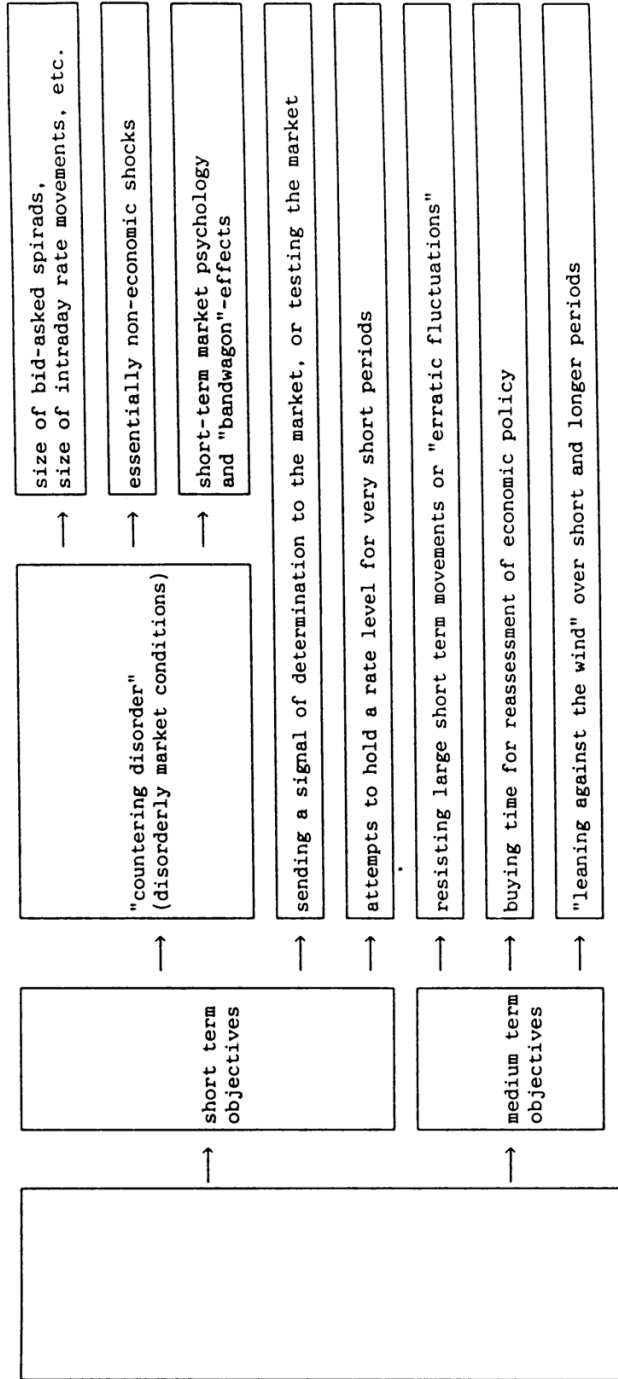 size of bid-asked spirads,
size of intraday rate movements, etc.
essentially non-economic shocks
short-term market psychology
and "bandwagon"-effects
"countering disorder"
(disorderly market conditions)
sending a signal of determination to the market, or testing the market
attempts to hold a rate level for very short periods
short term
objectives
resisting large short term movements or "erratic fluctuations"
buying time for reassessment of economic policy
"leaning against the wind" over short and longer periods
medium term
objectives